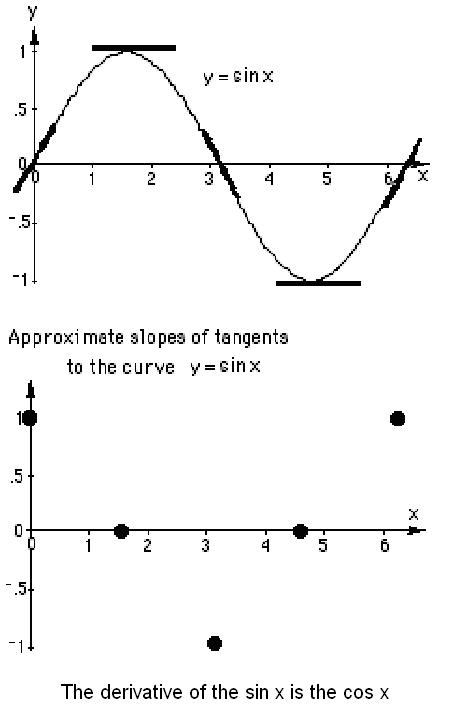 y
1
y = sin x
.5
0
0 1 2 3 4 5 6 x
-.5
-1
Approximate slopes of tangents
to the curve y = sin x
1
.5
x
0
0 1 2 3 4 5 6
-.5
-1
The derivative of the sin x is the cos x